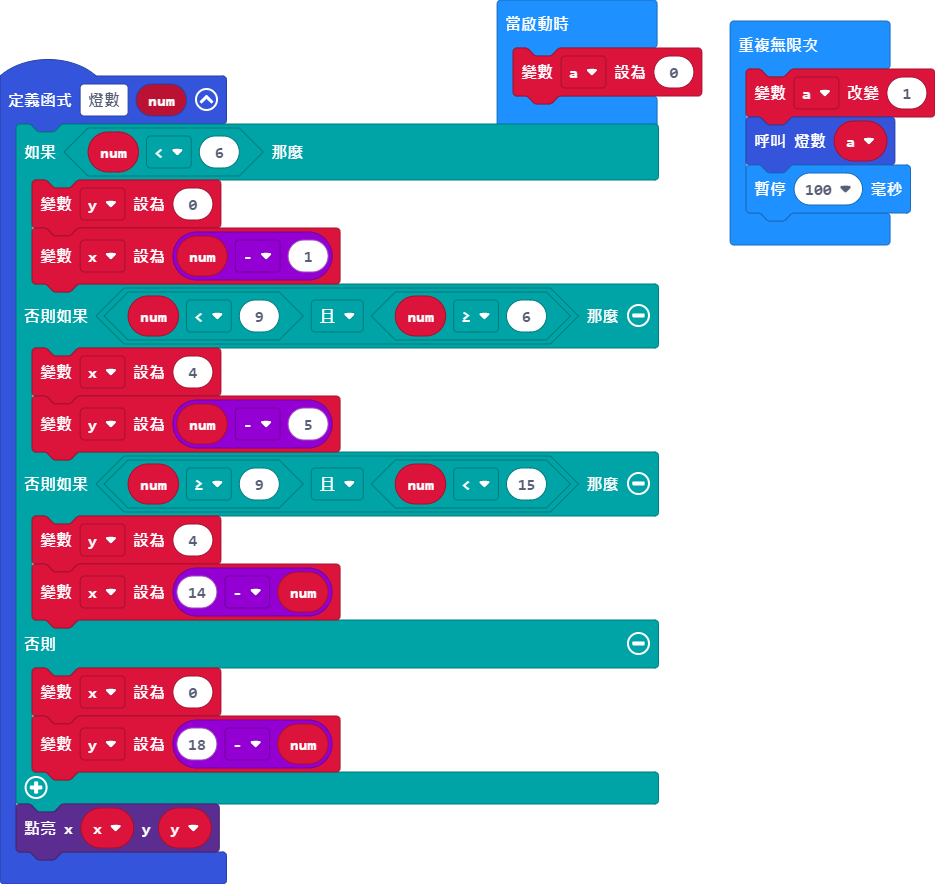 當啟動時
變數 a 設為 0
重複無限次
變數 a 改變 1
呼叫 燈數 a
暫停 100 毫秒
定義函式 燈數 num
如果 num < 6 那麼
變數 y 設為 0
變數 x 設為 num - 1
否則如果 num < 9 且 num ≥ 6 那麼
變數 x 設為 4
變數 y 設為 num - 5
否則如果 num ≥ 9 且 num < 15 那麼
變數 y 設為 4
變數 x 設為 14 - num
否則
變數 x 設為 0
變數 y 設為 18 - num
點亮 x x y y